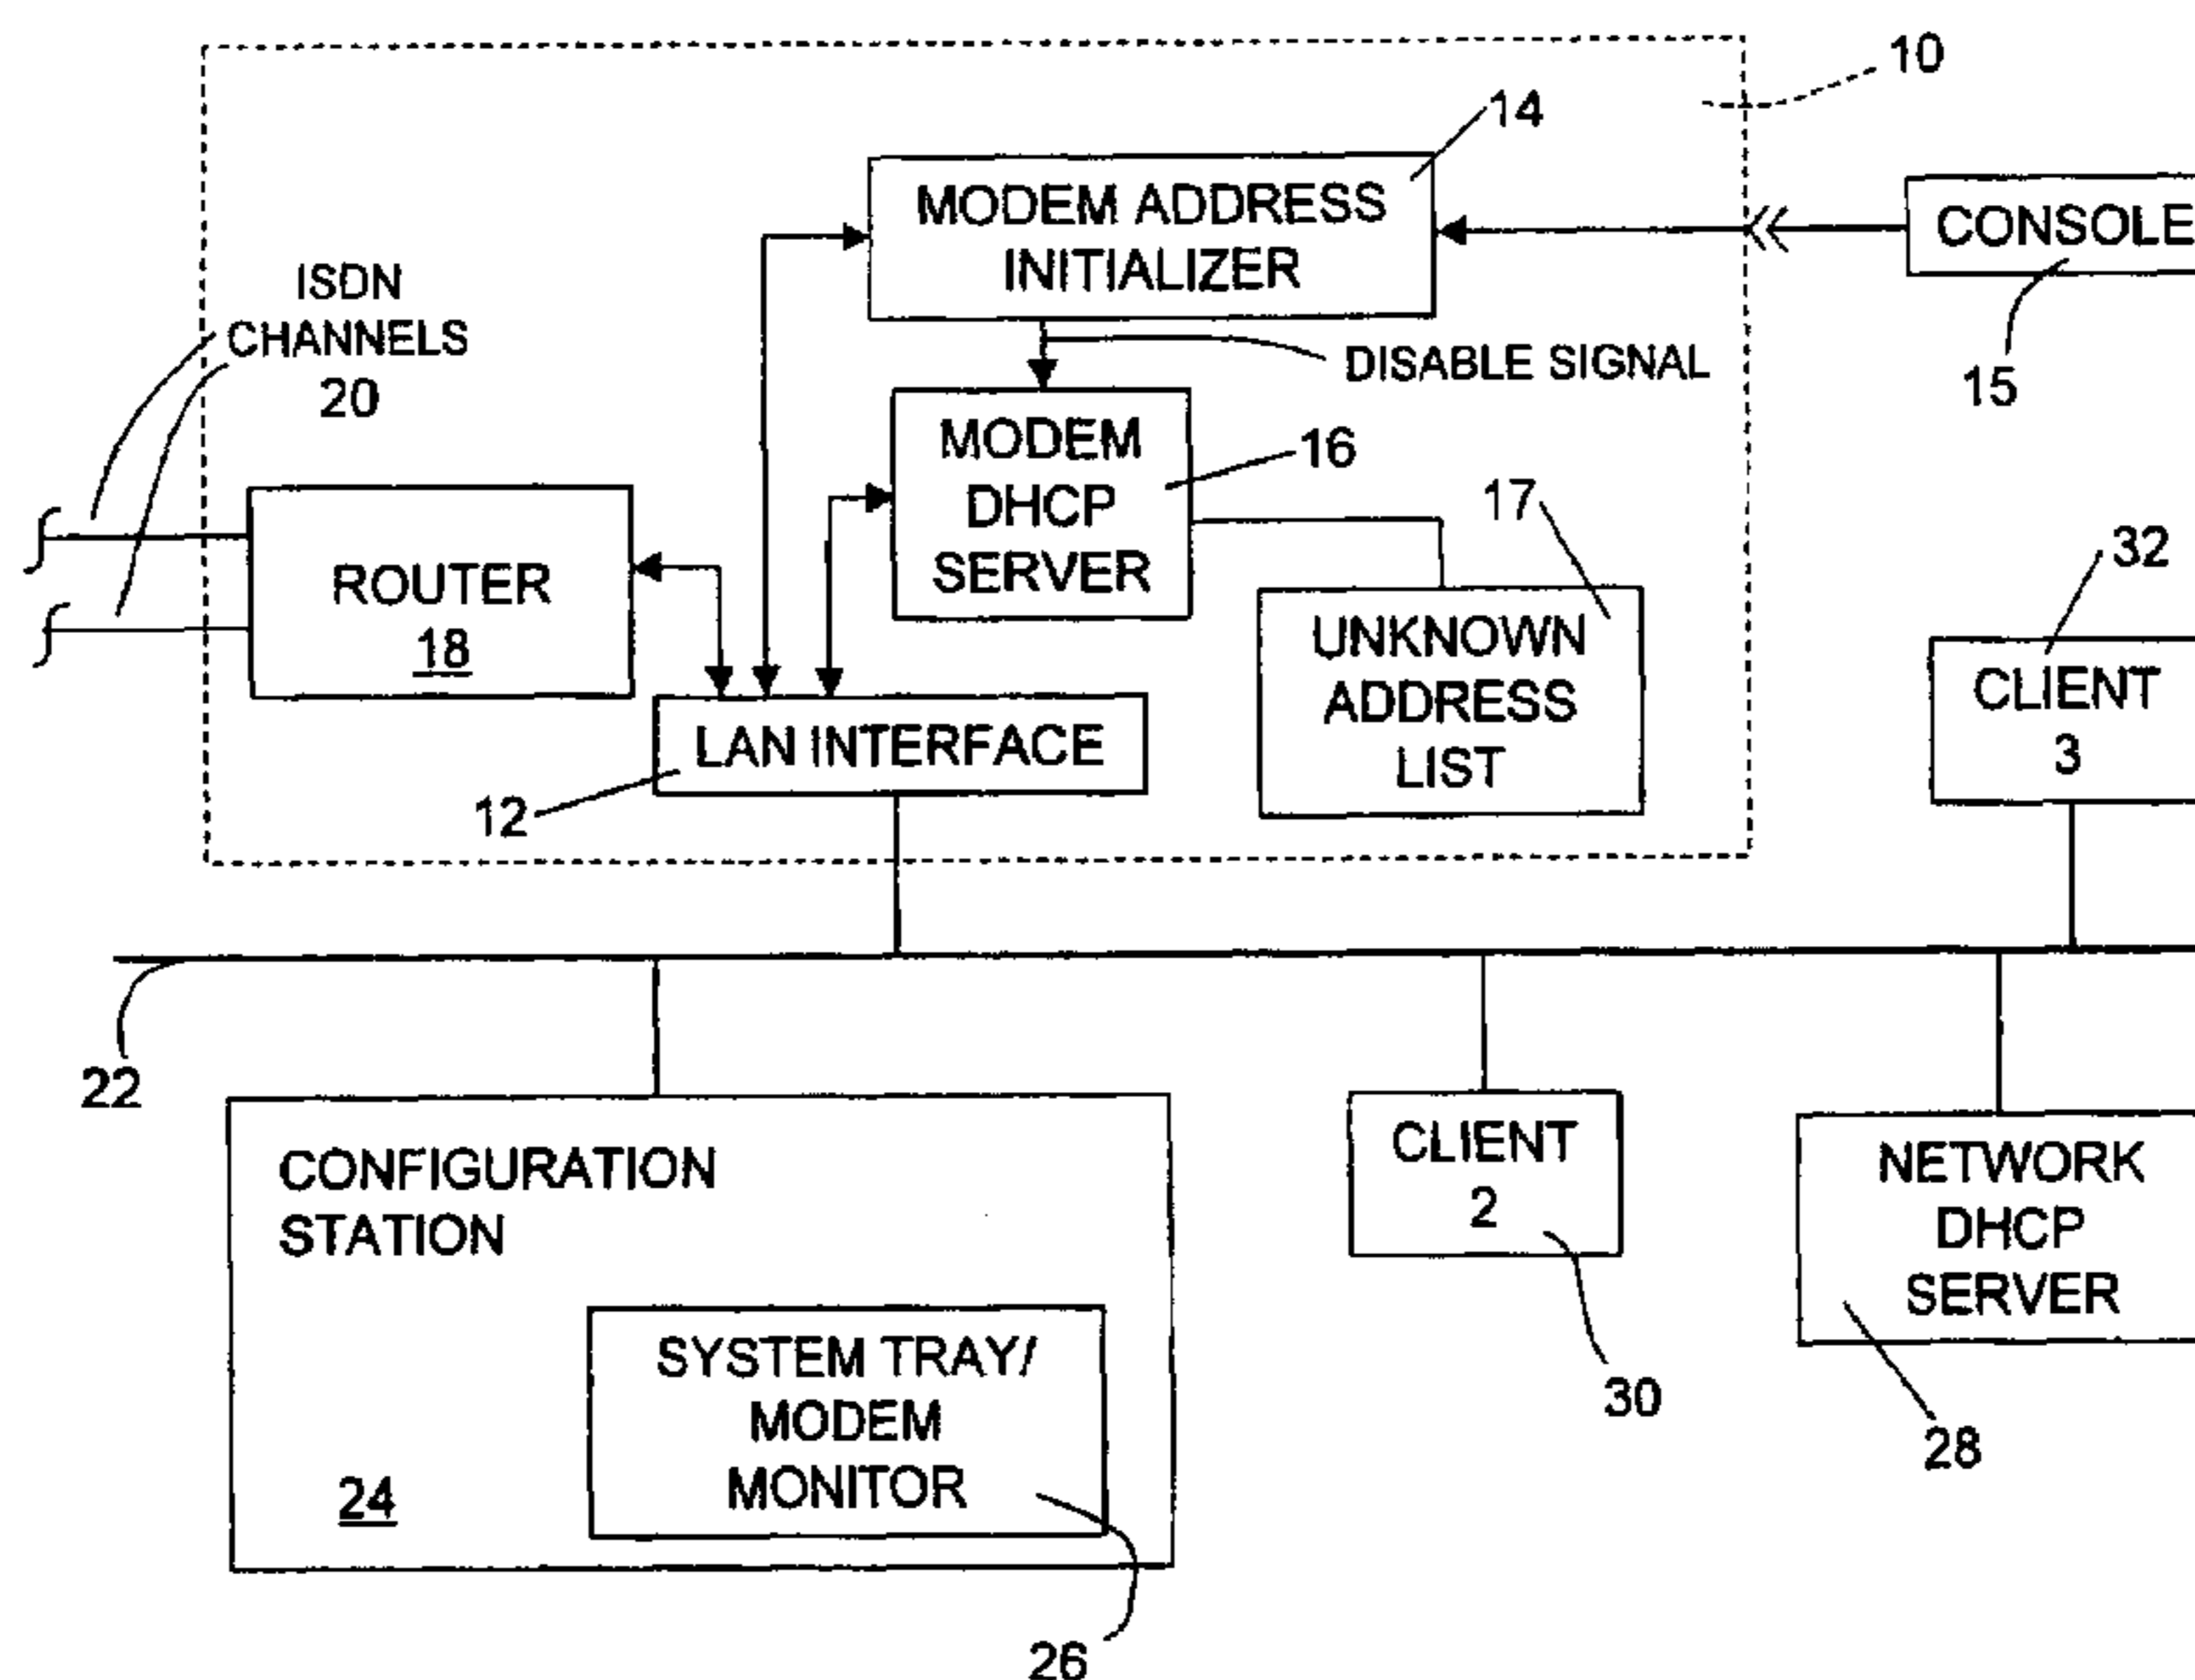 10
14
MODEM ADDRESS
INITIALIZER
CONSOLE
15
ISDN
CHANNELS
20
DISABLE SIGNAL
MODEM
DHCP
SERVER
16
17
ROUTER
18
UNKNOWN
ADDRESS
LIST
32
CLIENT
3
LAN INTERFACE
12
22
CONFIGURATION
STATION
24
SYSTEM TRAY/
MODEM
MONITOR
26
CLIENT
2
30
NETWORK
DHCP
SERVER
28